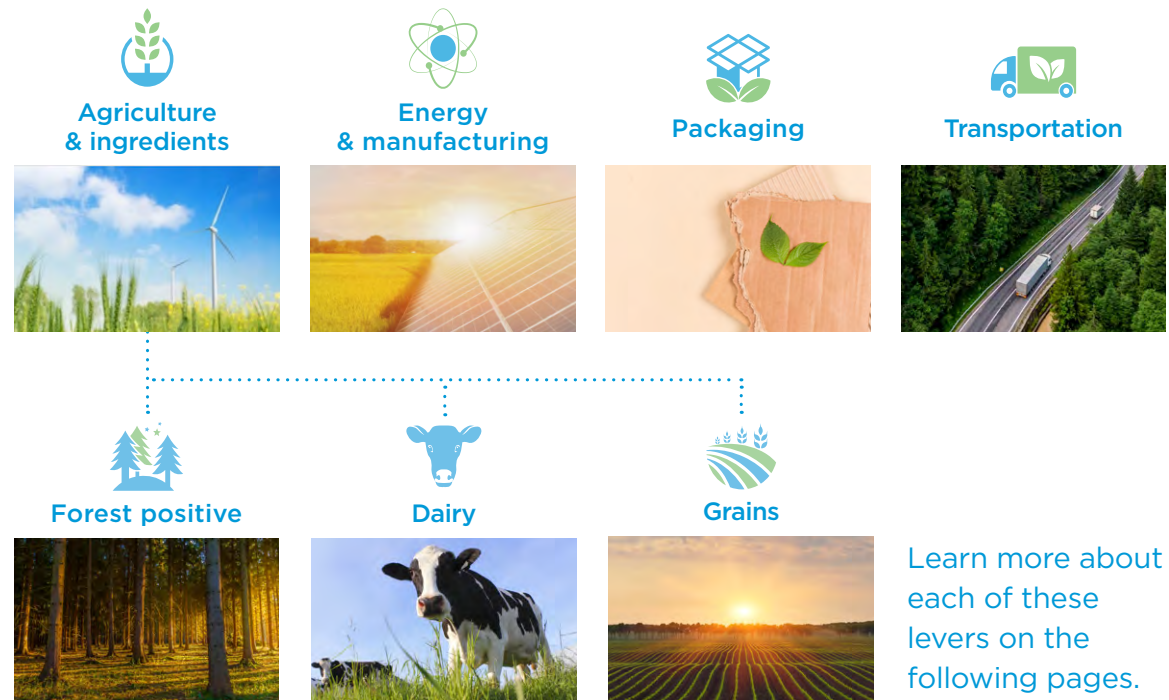 Agriculture
& ingredients
Energy
& manufacturing
Packaging
Transportation
Forest positive
Dairy
Grains
Learn more about
each of these
levers on the
following pages.